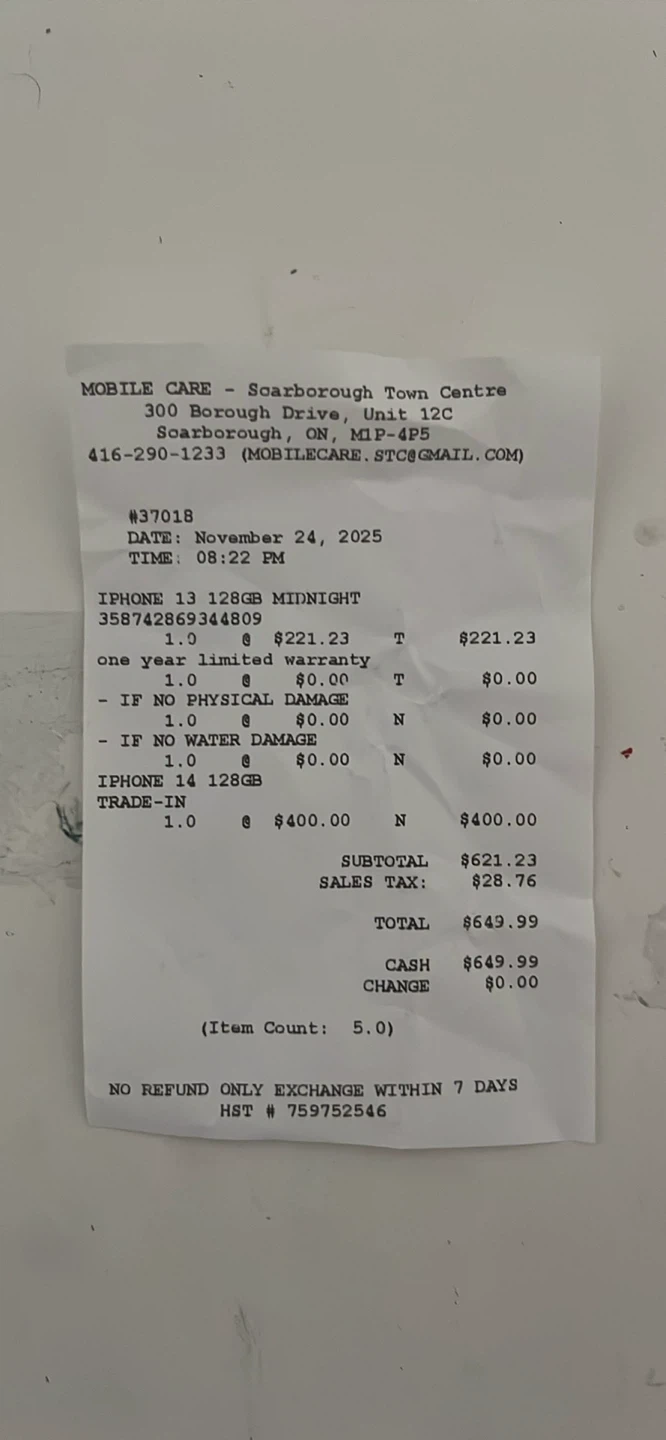 MOBILE CARE - Scarborough Town Centre
300 Borough Drive, Unit 12C
Scarborough, ON, M1P-4P5
416-290-1233 (MOBILECARE.STC@GMAIL.COM)
#37018
DATE: November 24, 2025
TIME: 08:22 PM
IPHONE 13 128GB MIDNIGHT
358742869344809
1.0 @ $221.23 T $221.23
one year limited warranty
1.0 @ $0.00 T $0.00
- IF NO PHYSICAL DAMAGE
1.0 @ $0.00 N $0.00
- IF NO WATER DAMAGE
1.0 @ $0.00 N $0.00
IPHONE 14 128GB
TRADE-IN
1.0 @ $400.00 N $400.00
SUBTOTAL $621.23
SALES TAX: $28.76
TOTAL $649.99
CASH $649.99
CHANGE $0.00
(Item Count: 5.0)
NO REFUND ONLY EXCHANGE WITHIN 7 DAYS
HST # 759752546